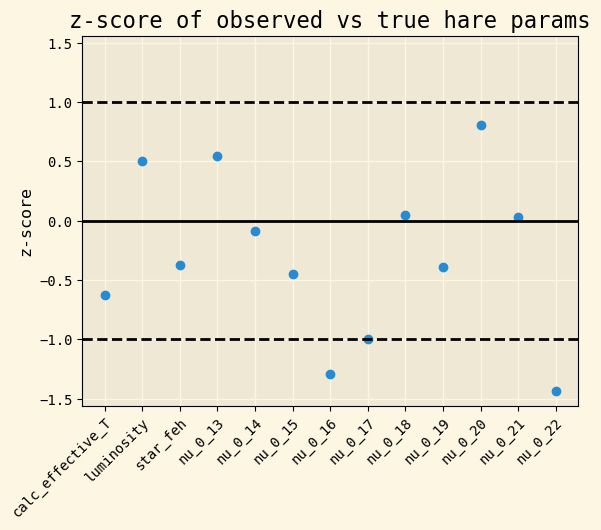 z-score of observed vs true hare params
z-score
1.5
1.0
0.5
0.0
−0.5
−1.0
−1.5
calc_effective_T
luminosity
star_feh
nu_0_13
nu_0_14
nu_0_15
nu_0_16
nu_0_17
nu_0_18
nu_0_19
nu_0_20
nu_0_21
nu_0_22